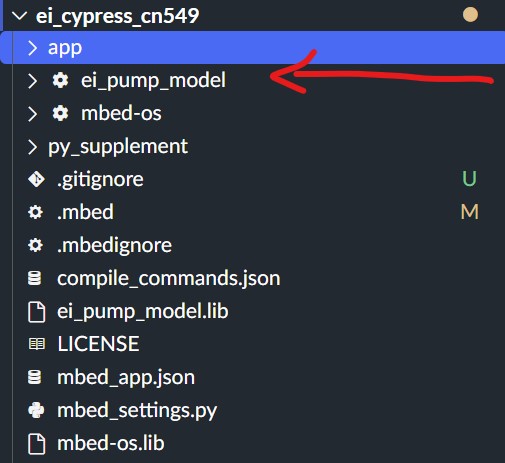 ei_cypress_cn549
app
ei_pump_model
mbed-os
py_supplement
.gitignore U
.mbed M
.mbedignore
compile_commands.json
ei_pump_model.lib
LICENSE
mbed_app.json
mbed_settings.py
mbed-os.lib